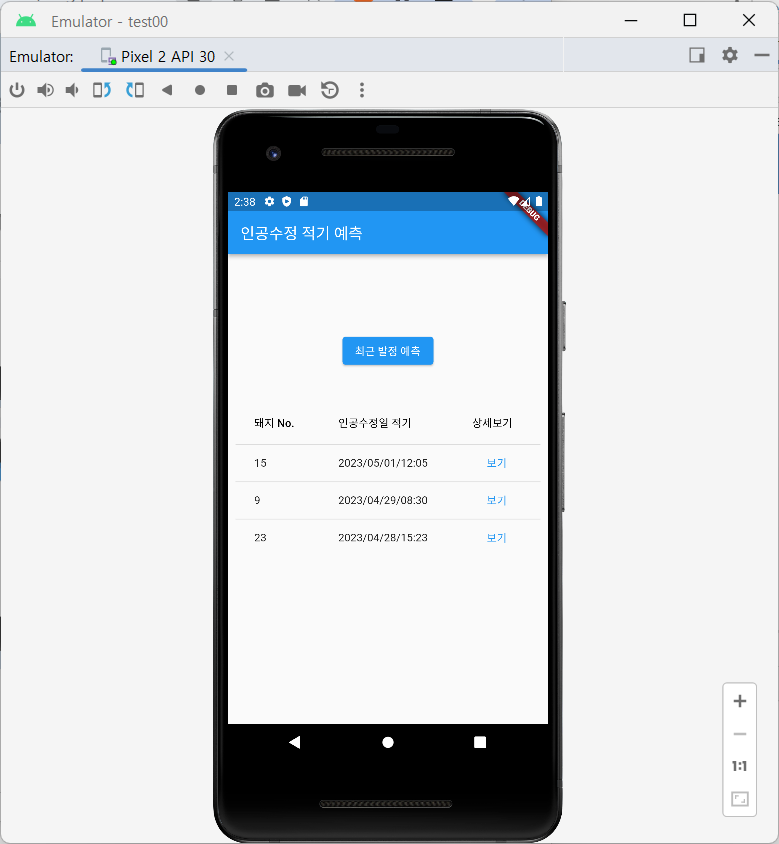 Emulator - test00
Emulator: Pixel 2 API 30
2:38
DEBUG
인공수정 적기 예측
최근 발정 예측
돼지 No. 인공수정일 적기 상세보기
15 2023/05/01/12:05 보기
9 2023/04/29/08:30 보기
23 2023/04/28/15:23 보기
1:1